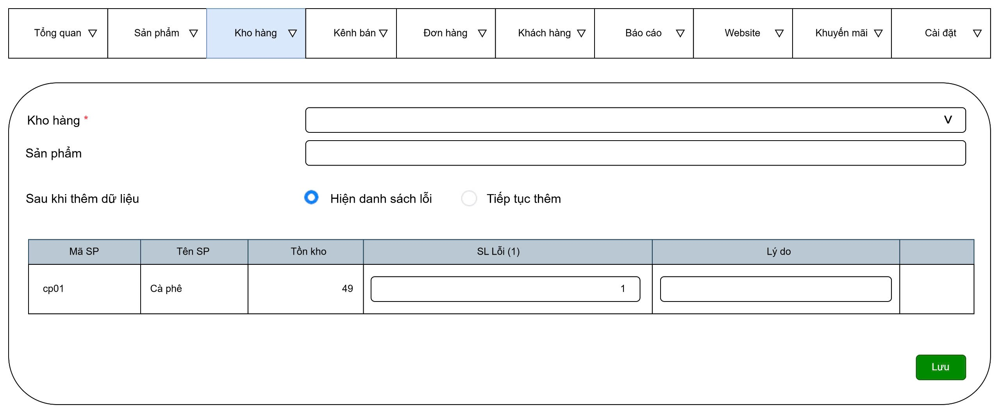 Tổng quan Sản phẩm Kho hàng Kênh bán Đơn hàng Khách hàng Báo cáo Website Khuyến mãi Cài đặt
Kho hàng *
Sản phẩm
Sau khi thêm dữ liệu Hiện danh sách lỗi Tiếp tục thêm
Mã SP Tên SP Tồn kho SL Lỗi (1) Lý do
cp01 Cà phê 49 1
Lưu